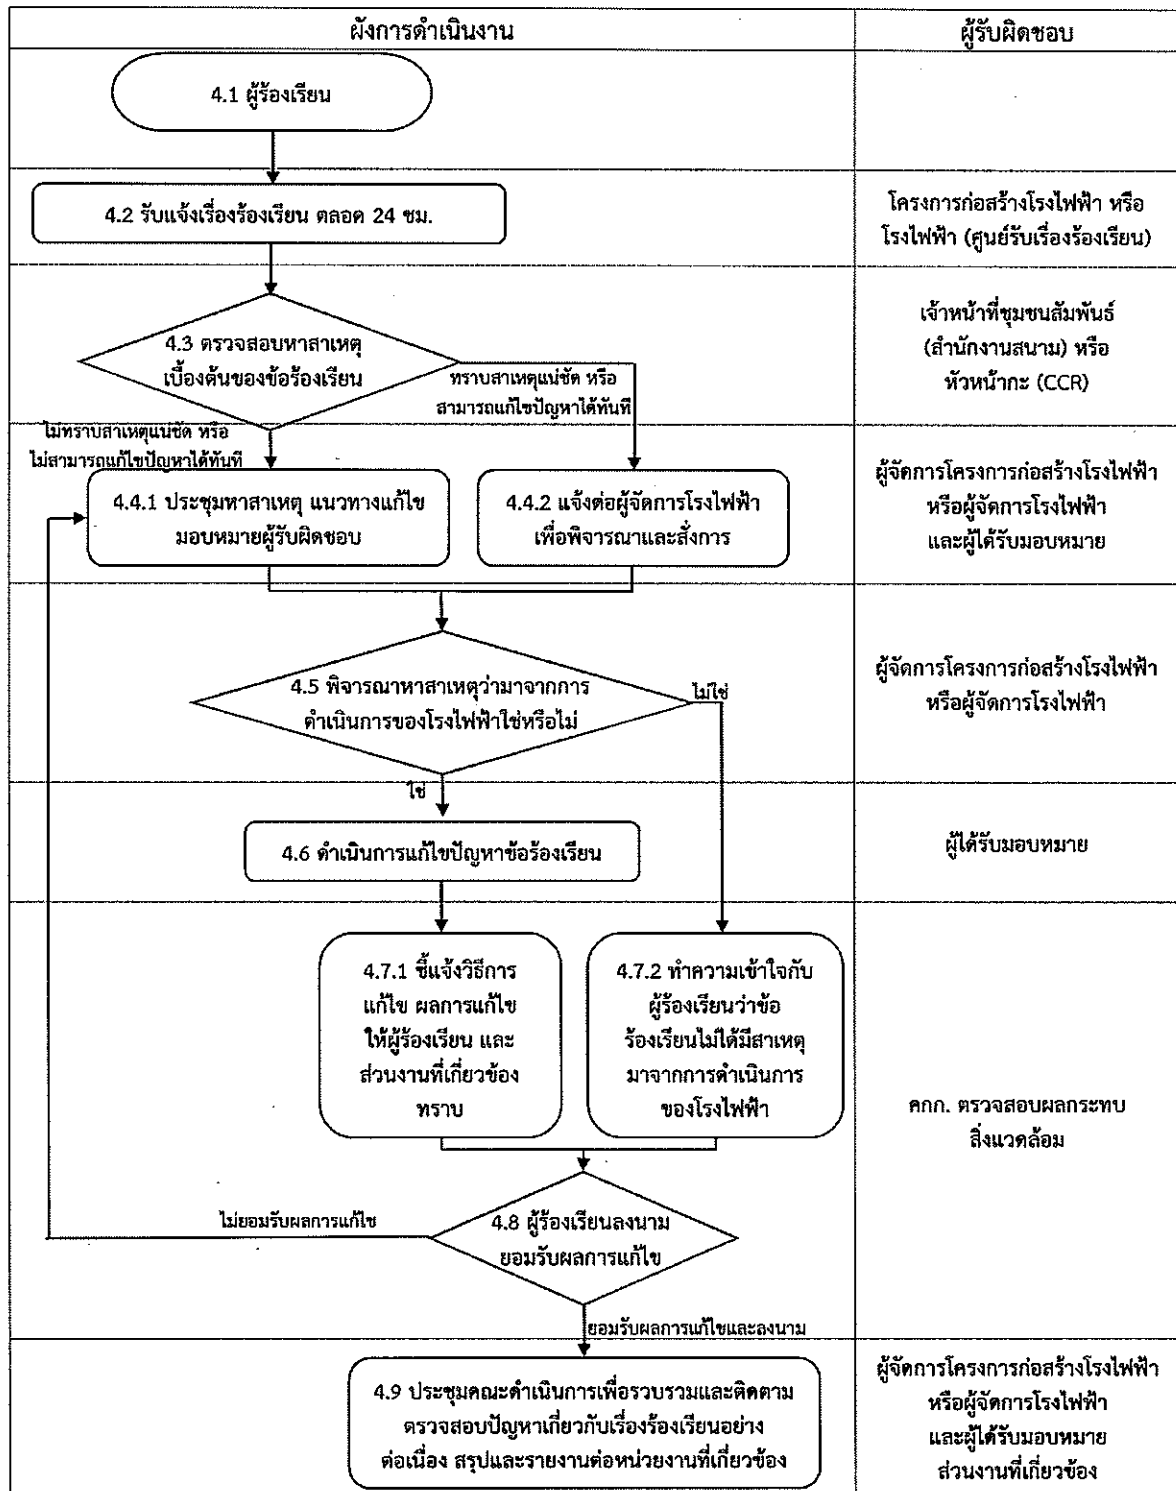 ผังการดำเนินงาน
ผู้รับผิดชอบ
4.1 ผู้ร้องเรียน
4.2 รับแจ้งเรื่องร้องเรียน ตลอด 24 ชม.
โครงการก่อสร้างโรงไฟฟ้า หรือ
โรงไฟฟ้า (ศูนย์รับเรื่องร้องเรียน)
4.3 ตรวจสอบหาสาเหตุ
เบื้องต้นของข้อร้องเรียน
ทราบสาเหตุแน่ชัด หรือ
สามารถแก้ไขปัญหาได้ทันที
เจ้าหน้าที่ชุมชนสัมพันธ์
(สำนักงานสนาม) หรือ
หัวหน้ากะ (CCR)
ไม่ทราบสาเหตุแน่ชัด หรือ
ไม่สามารถแก้ไขปัญหาได้ทันที
4.4.1 ประชุมหาสาเหตุ แนวทางแก้ไข
มอบหมายผู้รับผิดชอบ
4.4.2 แจ้งต่อผู้จัดการโรงไฟฟ้า
เพื่อพิจารณาและสั่งการ
ผู้จัดการโครงการก่อสร้างโรงไฟฟ้า
หรือผู้จัดการโรงไฟฟ้า
และผู้ได้รับมอบหมาย
4.5 พิจารณาหาสาเหตุว่ามาจากการ
ดำเนินการของโรงไฟฟ้าใช่หรือไม่
ไม่ใช่
ใช่
ผู้จัดการโครงการก่อสร้างโรงไฟฟ้า
หรือผู้จัดการโรงไฟฟ้า
4.6 ดำเนินการแก้ไขปัญหาข้อร้องเรียน
ผู้ได้รับมอบหมาย
4.7.1 ชี้แจงวิธีการ
แก้ไข ผลการแก้ไข
ให้ผู้ร้องเรียน และ
ส่วนงานที่เกี่ยวข้อง
ทราบ
4.7.2 ทำความเข้าใจกับ
ผู้ร้องเรียนว่าข้อ
ร้องเรียนไม่ได้มีสาเหตุ
มาจากการดำเนินการ
ของโรงไฟฟ้า
คกก. ตรวจสอบผลกระทบ
สิ่งแวดล้อม
ไม่ยอมรับผลการแก้ไข
4.8 ผู้ร้องเรียนลงนาม
ยอมรับผลการแก้ไข
ยอมรับผลการแก้ไขและลงนาม
4.9 ประชุมคณะดำเนินการเพื่อรวบรวมและติดตาม
ตรวจสอบปัญหาเกี่ยวกับเรื่องร้องเรียนอย่าง
ต่อเนื่อง สรุปและรายงานต่อหน่วยงานที่เกี่ยวข้อง
ผู้จัดการโครงการก่อสร้างโรงไฟฟ้า
หรือผู้จัดการโรงไฟฟ้า
และผู้ได้รับมอบหมาย
ส่วนงานที่เกี่ยวข้อง